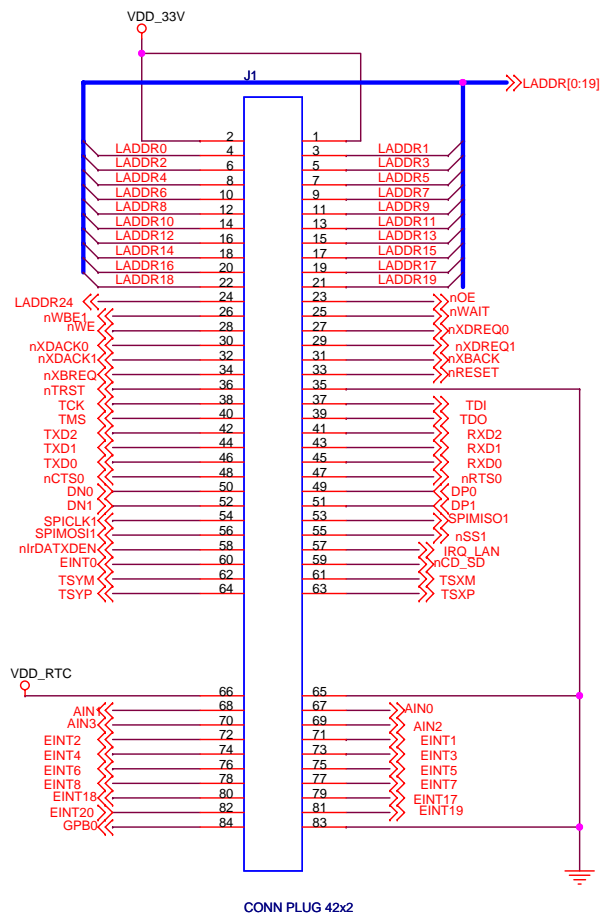 VDD_33V
J1
LADDR[0:19]
2 1
LADDR0 4 3 LADDR1
LADDR2 6 5 LADDR3
LADDR4 8 7 LADDR5
LADDR6 10 9 LADDR7
LADDR8 12 11 LADDR9
LADDR10 14 13 LADDR11
LADDR12 16 15 LADDR13
LADDR14 18 17 LADDR15
LADDR16 20 19 LADDR17
LADDR18 22 21 LADDR19
LADDR24 24 23 nOE
nWBE1 26 25 nWAIT
nWE 28 27 nXDREQ0
nXDACK0 30 29 nXDREQ1
nXDACK1 32 31 nXBACK
nXBREQ 34 33 nRESET
nTRST 36 35
TCK 38 37 TDI
TMS 40 39 TDO
TXD2 42 41 RXD2
TXD1 44 43 RXD1
TXD0 46 45 RXD0
nCTS0 48 47 nRTS0
DN0 50 49 DP0
DN1 52 51 DP1
SPICLK1 54 53 SPIMISO1
SPIMOSI1 56 55 nSS1
nIrDATXDEN 58 57 IRQ_LAN
EINT0 60 59 nCD_SD
TSYM 62 61 TSXM
TSYP 64 63 TSXP
VDD_RTC
66 65
AIN1 68 67 AIN0
AIN3 70 69 AIN2
EINT2 72 71 EINT1
EINT4 74 73 EINT3
EINT6 76 75 EINT5
EINT8 78 77 EINT7
EINT18 80 79 EINT17
EINT20 82 81 EINT19
GPB0 84 83
CONN PLUG 42x2